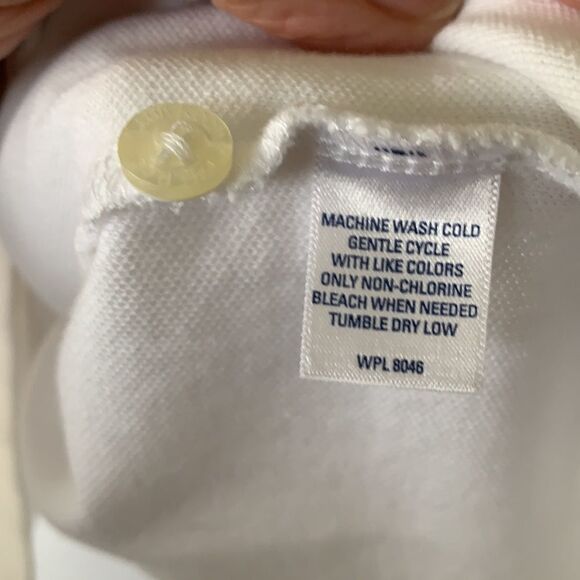 MACHINE WASH COLD
GENTLE CYCLE
WITH LIKE COLORS
ONLY NON-CHLORINE
BLEACH WHEN NEEDED
TUMBLE DRY LOW
WPL 8046